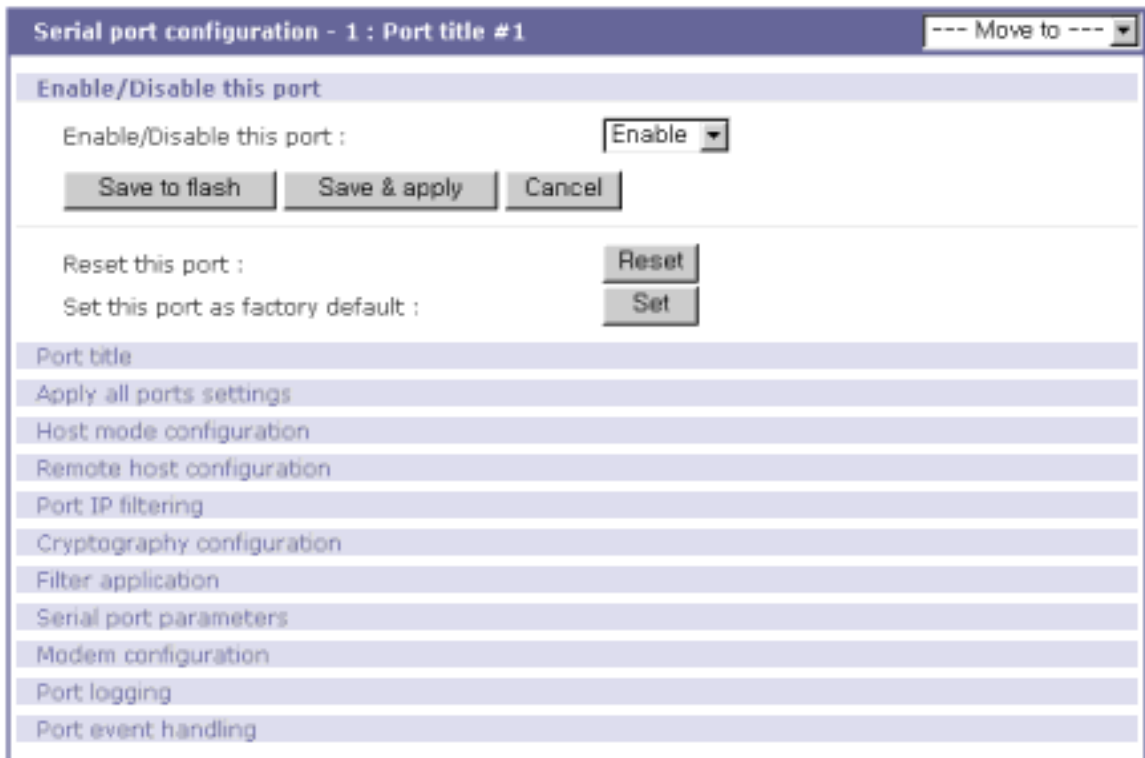 Serial port configuration - 1 : Port title #1 --- Move to ---
Enable/Disable this port
Enable/Disable this port : Enable
Save to flash Save & apply Cancel
Reset this port : Reset
Set this port as factory default : Set
Port title
Apply all ports settings
Host mode configuration
Remote host configuration
Port IP filtering
Cryptography configuration
Filter application
Serial port parameters
Modem configuration
Port logging
Port event handling